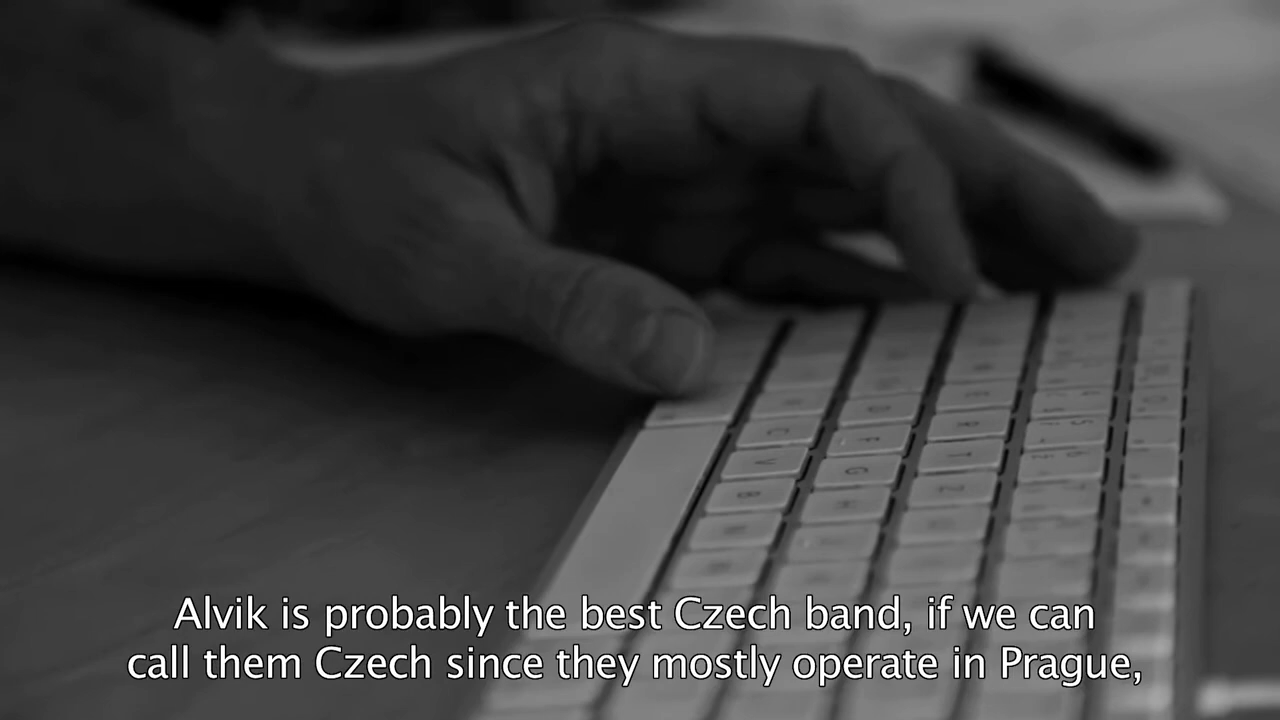 Alvik is probably the best Czech band, if we can
call them Czech since they mostly operate in Prague,
C F R
V G T
B H Z